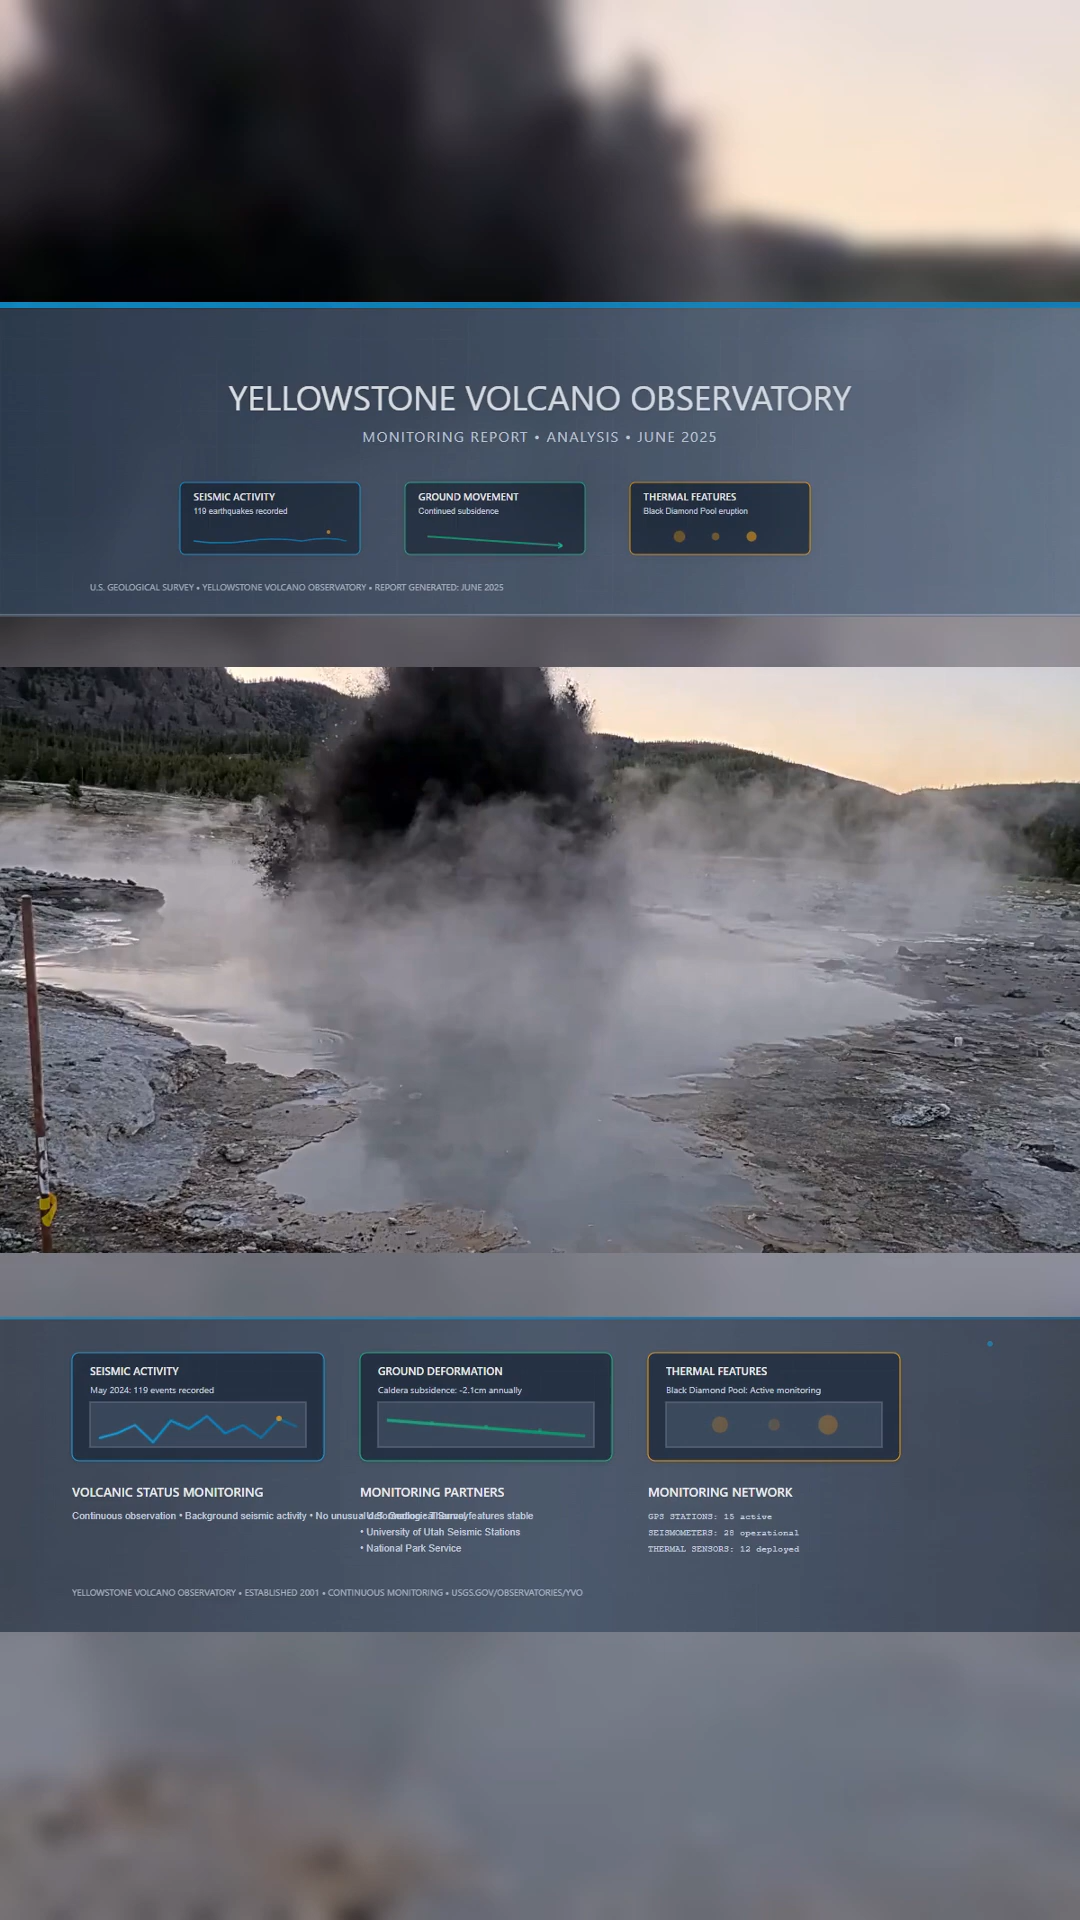 YELLOWSTONE VOLCANO OBSERVATORY
MONITORING REPORT • ANALYSIS • JUNE 2025
SEISMIC ACTIVITY
119 earthquakes recorded
GROUND MOVEMENT
Continued subsidence
THERMAL FEATURES
Black Diamond Pool eruption
U.S. GEOLOGICAL SURVEY • YELLOWSTONE VOLCANO OBSERVATORY • REPORT GENERATED: JUNE 2025
SEISMIC ACTIVITY
May 2024: 119 events recorded
GROUND DEFORMATION
Caldera subsidence: -2.1cm annually
THERMAL FEATURES
Black Diamond Pool: Active monitoring
VOLCANIC STATUS MONITORING
Continuous observation • Background seismic activity • No unusual deformation • Thermal features stable
MONITORING PARTNERS
• U.S. Geological Survey
• University of Utah Seismic Stations
• National Park Service
MONITORING NETWORK
GPS STATIONS: 15 active
SEISMOMETERS: 28 operational
THERMAL SENSORS: 12 deployed
YELLOWSTONE VOLCANO OBSERVATORY • ESTABLISHED 2001 • CONTINUOUS MONITORING • USGS.GOV/OBSERVATORIES/YVO